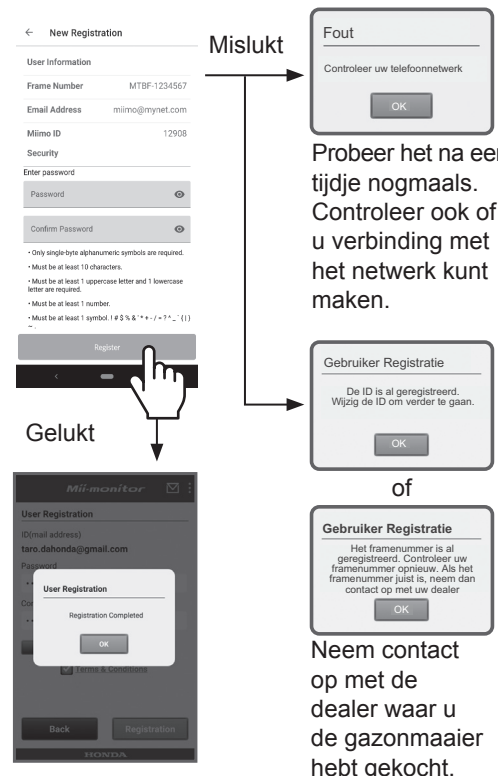 ← New Registration
User Information
Frame Number MTBF-1234567
Email Address miimo@mynet.com
Miimo ID 12908
Security
Enter password
Password
Confirm Password
• Only single-byte alphanumeric symbols are required.
• Must be at least 10 characters.
• Must be at least 1 uppercase letter and 1 lowercase
letter are required.
• Must be at least 1 number.
• Must be at least 1 symbol. ! # $ % & ' * + - / = ? ^ _ ` { | }
~ .
Register
Mislukt
Fout
Controleer uw telefoonnetwerk
OK
Probeer het na een
tijdje nogmaals.
Controleer ook of
u verbinding met
het netwerk kunt
maken.
Gebruiker Registratie
De ID is al geregistreerd.
Wijzig de ID om verder te gaan.
OK
of
Gebruiker Registratie
Het framenummer is al
geregistreerd. Controleer uw
framenummer opnieuw. Als het
framenummer juist is, neem dan
contact op met uw dealer
OK
Neem contact
op met de
dealer waar u
de gazonmaaier
hebt gekocht.
Gelukt
Mii-monitor
User Registration
ID(mail address)
taro.dahonda@gmail.com
Password
User Registration
Registration Completed
OK
Terms & Conditions
Back Registration
HONDA